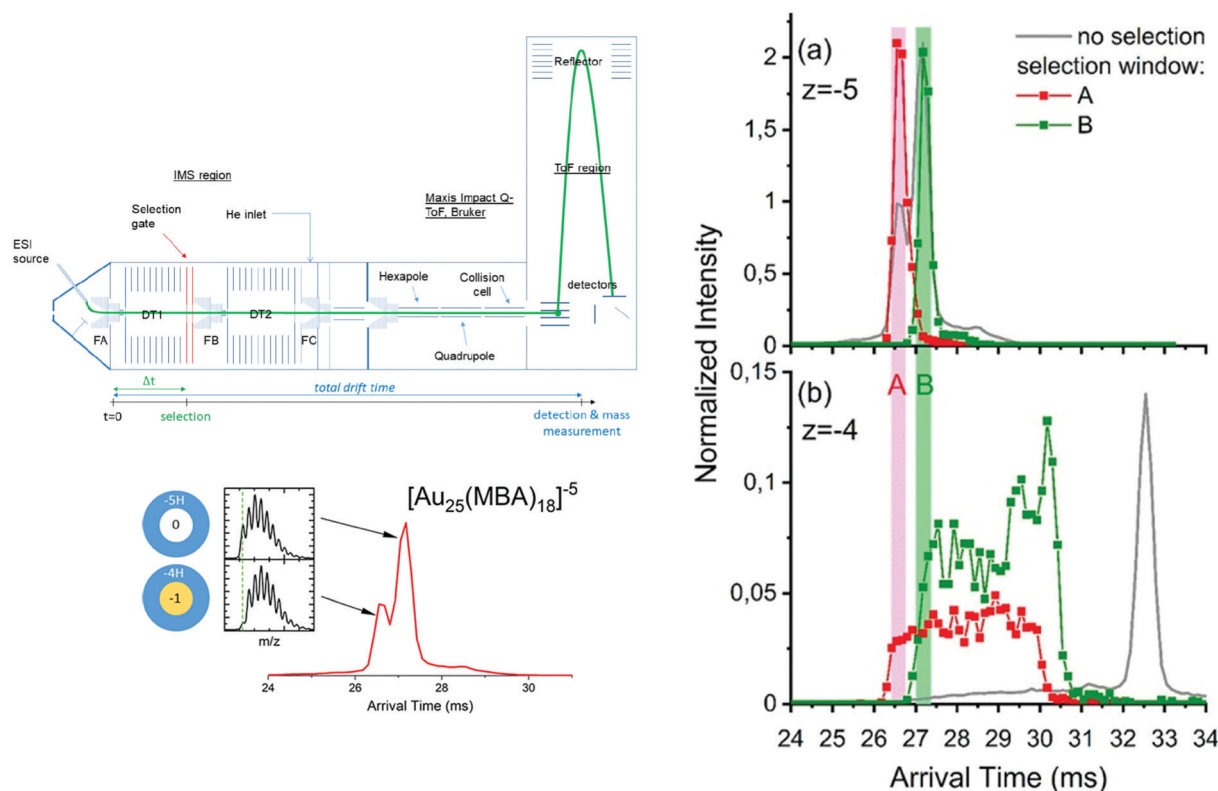 Reflector
IMS region
ToF region
Selection
gate
He inlet
Maxis Impact Q-
ToF, Bruker
ESI
source
Hexapole
Collision
cell
detectors
DT1
DT2
FA
FB
FC
Quadrupole
Δt
total drift time
t=0
selection
detection & mass
measurement
[Au25(MBA)18]-5
-5H
0
-4H
-1
m/z
24 26 28 30
Arrival Time (ms)
(a)
z=-5
no selection
selection window:
A
B
2
1,5
1
0,5
0
Normalized Intensity
A B
(b)
z=-4
0,15
0,1
0,05
0
24 25 26 27 28 29 30 31 32 33 34
Arrival Time (ms)